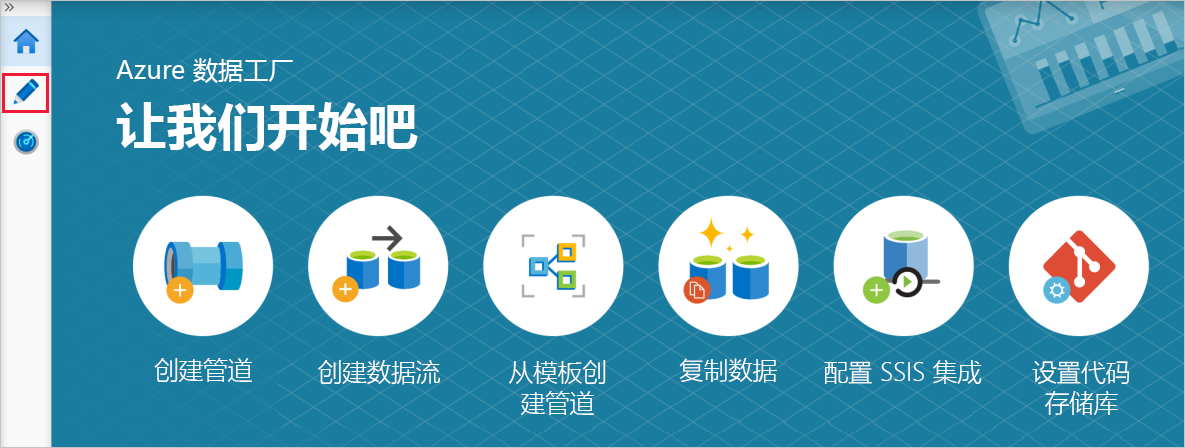 Azure 数据工厂
让我们开始吧
创建管道
创建数据流
从模板创
建管道
复制数据
配置 SSIS 集成
设置代码
存储库